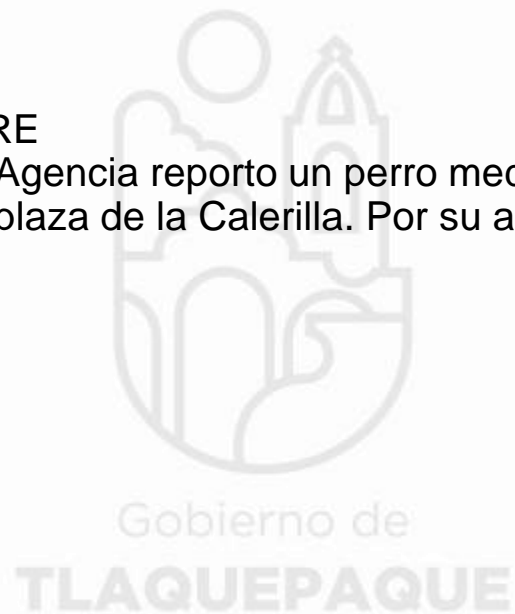 RE
Agencia reporto un perro med
plaza de la Calerilla. Por su a
Gobierno de
TLAQUEPAQUE